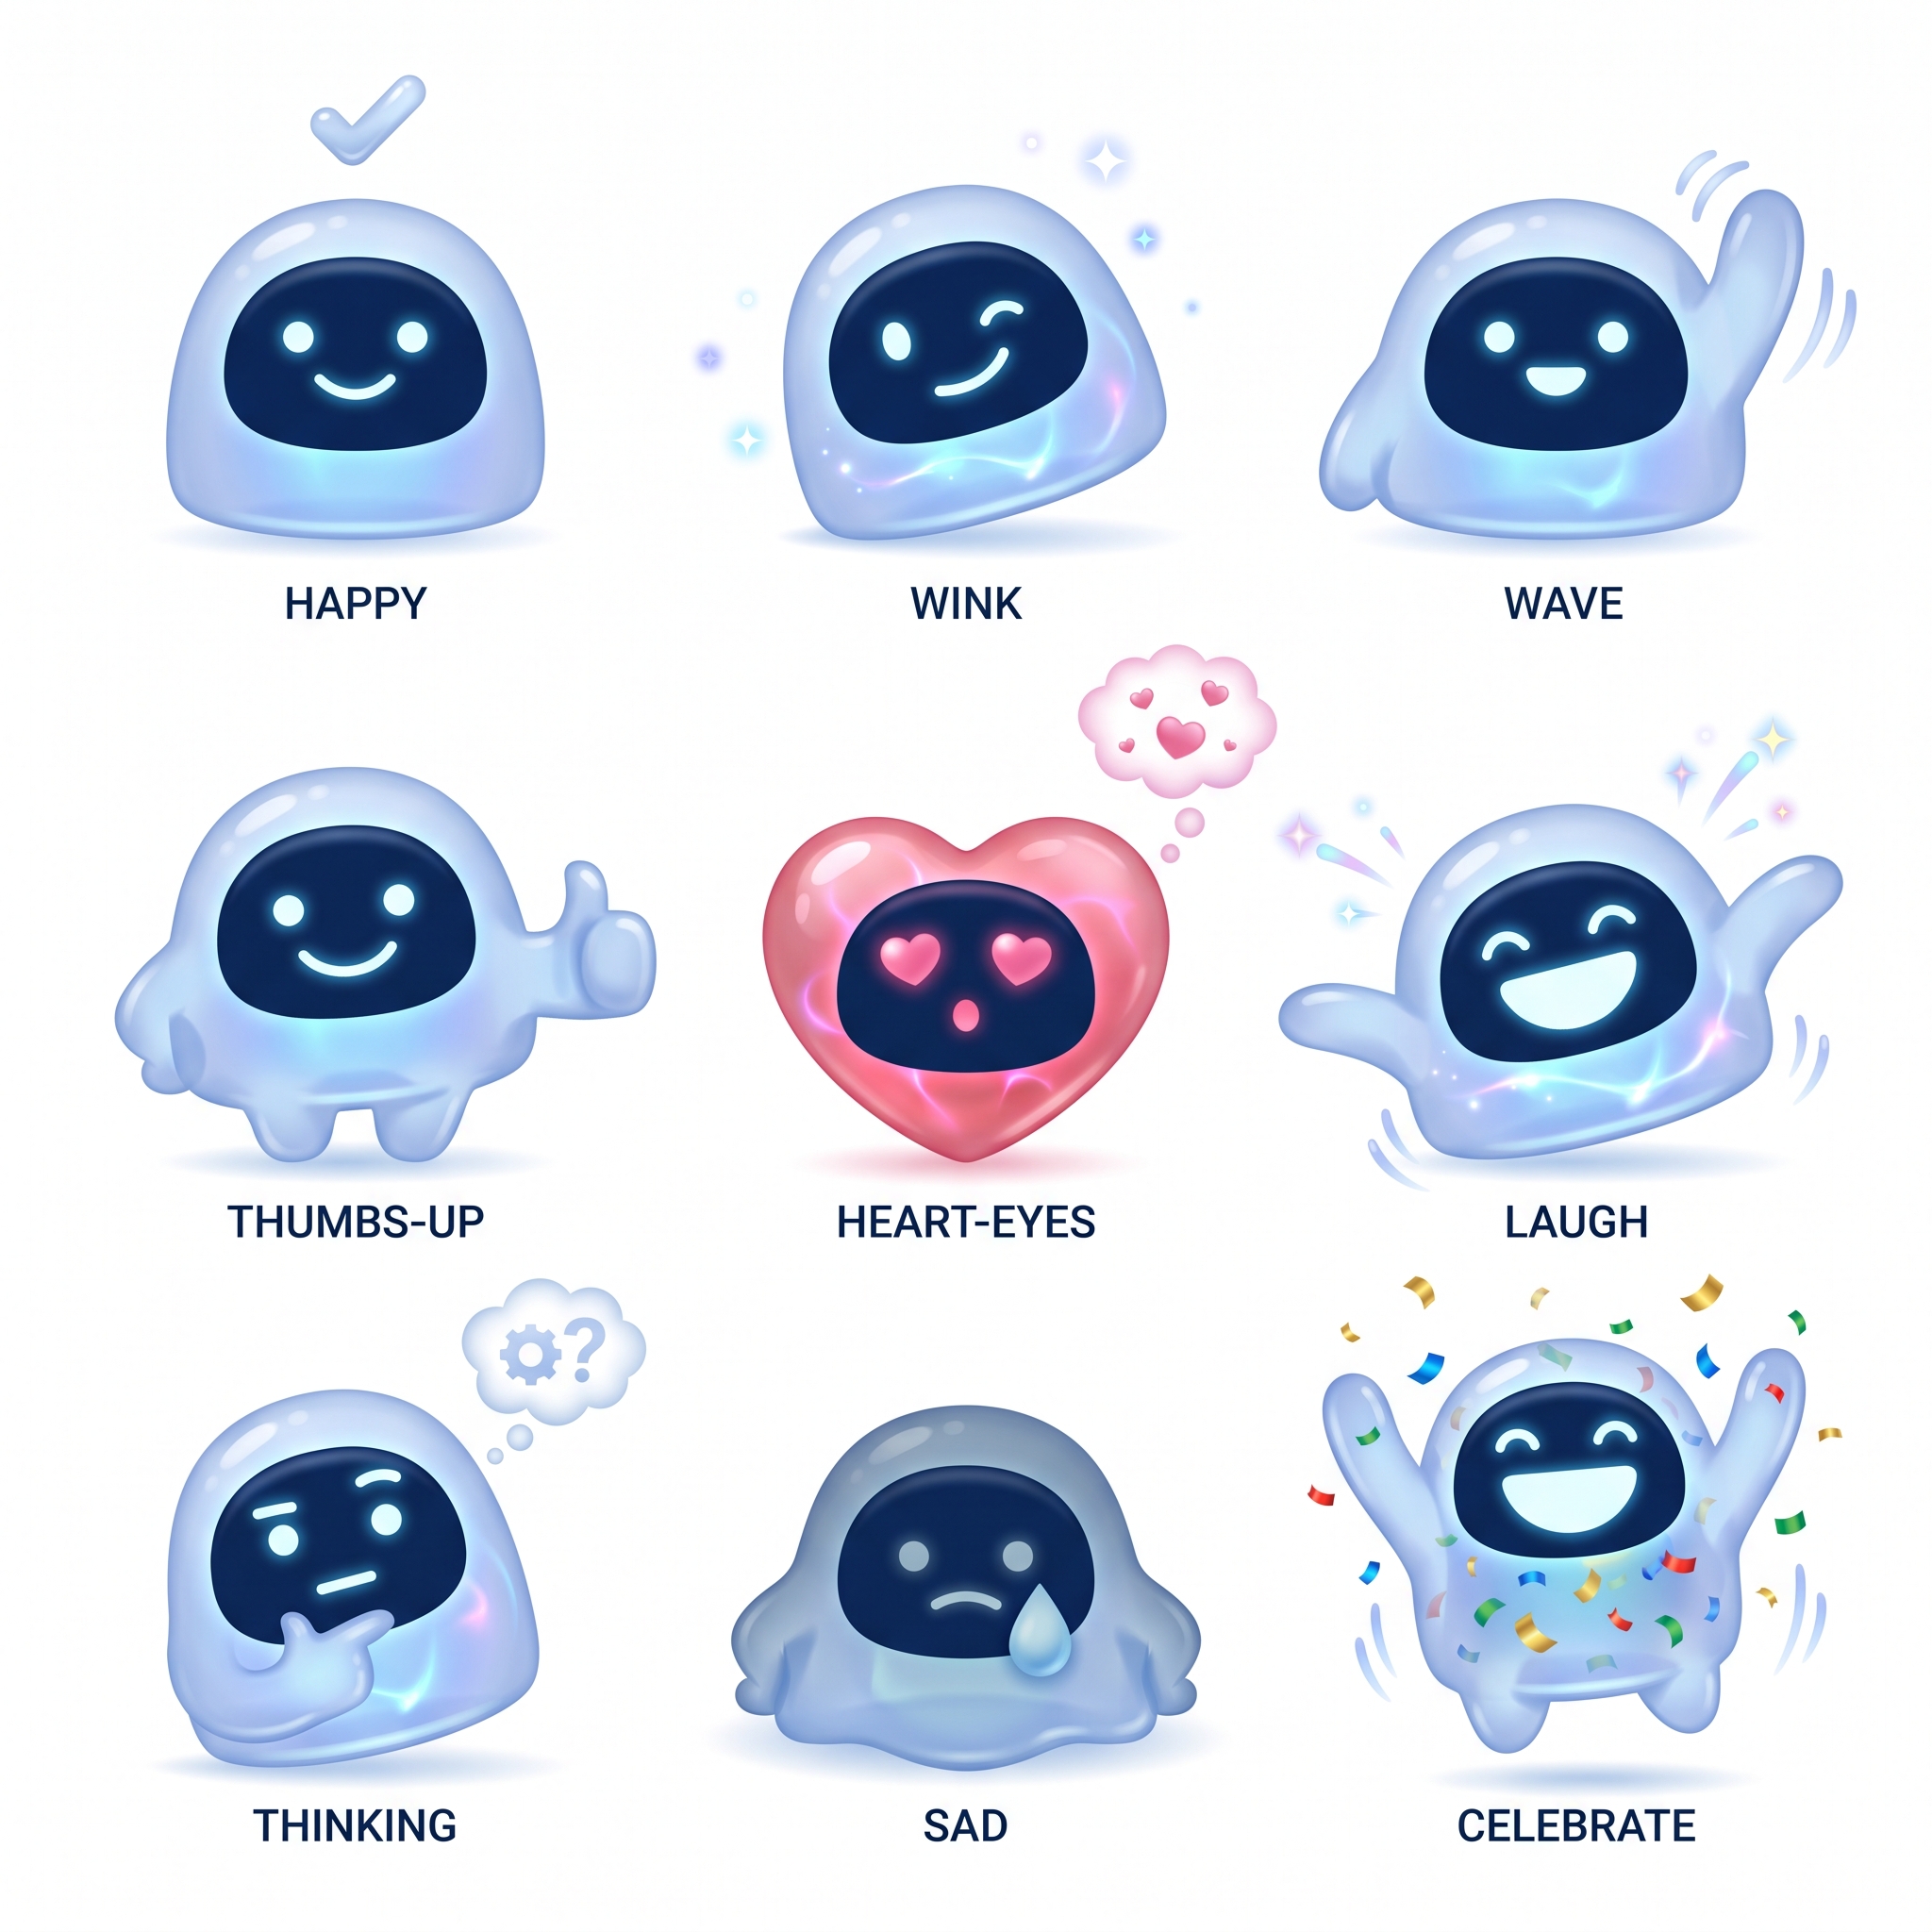 HAPPY
WINK
WAVE
THUMBS-UP
HEART-EYES
LAUGH
?
THINKING
SAD
CELEBRATE